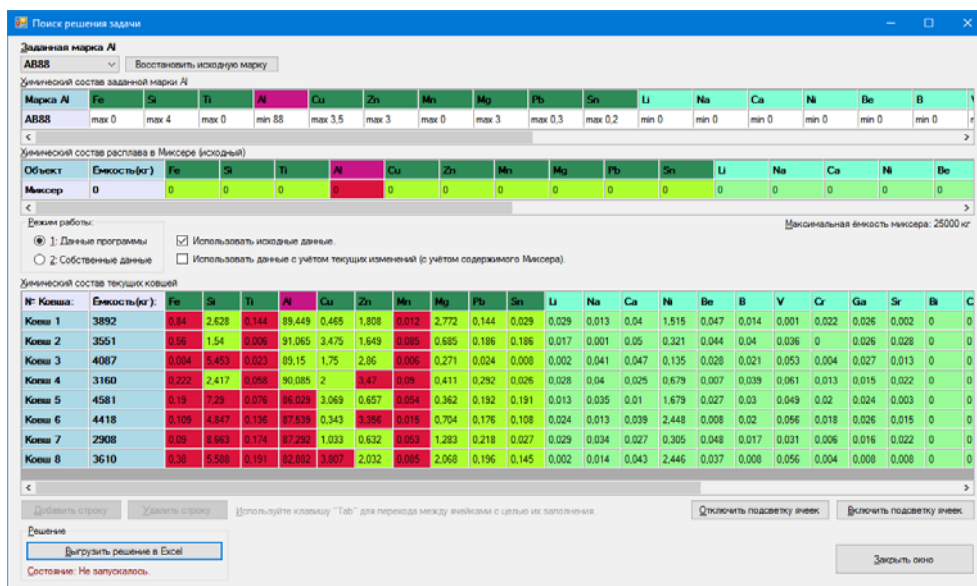 Поиск решения задачи
Заданная марка Al
АВ88 Восстановить исходную марку
Химический состав заданной марки Al
Марка Al Fe Si Ti Al Cu Zn Mn Mg Pb Sn Li Na Ca Ni Be B
АВ88 max 0 max 4 max 0 min 88 max 3,5 max 3 max 0 max 3 max 0,3 max 0,2 min 0 min 0 min 0 min 0 min 0 min 0
Химический состав расплава в Миксере (исходный)
Объект Ёмкость(кг) Fe Si Ti Al Cu Zn Mn Mg Pb Sn Li Na Ca Ni Be
Миксер 0 0 0 0 0 0 0 0 0 0 0 0 0 0 0 0
Режим работы:
Максимальная ёмкость миксера: 25000 кг
1: Данные программы Использовать исходные данные.
2: Собственные данные Использовать данные с учётом текущих изменений (с учётом содержимого Миксера).
Химический состав текущих ковшей
№ Ковша: Ёмкость(кг): Fe Si Ti Al Cu Zn Mn Mg Pb Sn Li Na Ca Ni Be B V Cr Ga Sr Bi C
Ковш 1 3892 0,84 2,628 0,144 89,449 0,465 1,808 0,012 2,772 0,144 0,029 0,029 0,013 0,04 1,515 0,047 0,014 0,001 0,022 0,026 0,002 0 0
Ковш 2 3551 0,56 1,54 0,006 91,065 3,475 1,649 0,085 0,685 0,186 0,186 0,017 0,001 0,05 0,321 0,044 0,04 0,036 0 0,026 0,028 0 0
Ковш 3 4087 0,084 5,453 0,023 89,15 1,75 2,86 0,006 0,271 0,024 0,008 0,002 0,041 0,047 0,135 0,028 0,021 0,053 0,004 0,027 0,013 0 0
Ковш 4 3160 0,222 2,417 0,058 90,085 2 3,47 0,09 0,411 0,292 0,026 0,028 0,04 0,025 0,679 0,007 0,039 0,061 0,013 0,015 0,022 0 0
Ковш 5 4581 0,19 7,29 0,076 86,029 3,069 0,657 0,054 0,362 0,192 0,191 0,013 0,035 0,01 1,679 0,027 0,03 0,049 0,02 0,024 0,003 0 0
Ковш 6 4418 0,109 4,847 0,136 87,539 0,343 3,356 0,015 0,704 0,176 0,108 0,024 0,013 0,039 2,448 0,008 0,02 0,056 0,018 0,026 0,015 0 0
Ковш 7 2908 0,09 8,663 0,174 87,292 1,033 0,632 0,053 1,283 0,218 0,027 0,029 0,034 0,027 0,305 0,048 0,017 0,031 0,006 0,016 0,022 0 0
Ковш 8 3610 0,38 5,588 0,191 82,882 3,807 2,032 0,085 2,068 0,196 0,145 0,002 0,014 0,043 2,446 0,037 0,008 0,056 0,004 0,008 0,008 0 0
Добавить строку Удалить строку Используйте клавишу "Tab" для перехода между ячейками с целью их заполнения. Отключить подсветку ячеек Включить подсветку ячеек
Решение
Выгрузить решение в Excel
Закрыть окно
Состояние: Не запускалось.